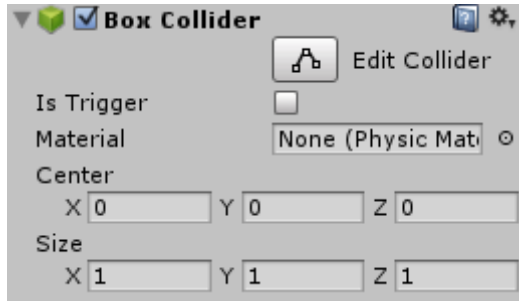 Box Collider
Edit Collider
Is Trigger
Material None (Physic Mat
Center
X 0 Y 0 Z 0
Size
X 1 Y 1 Z 1